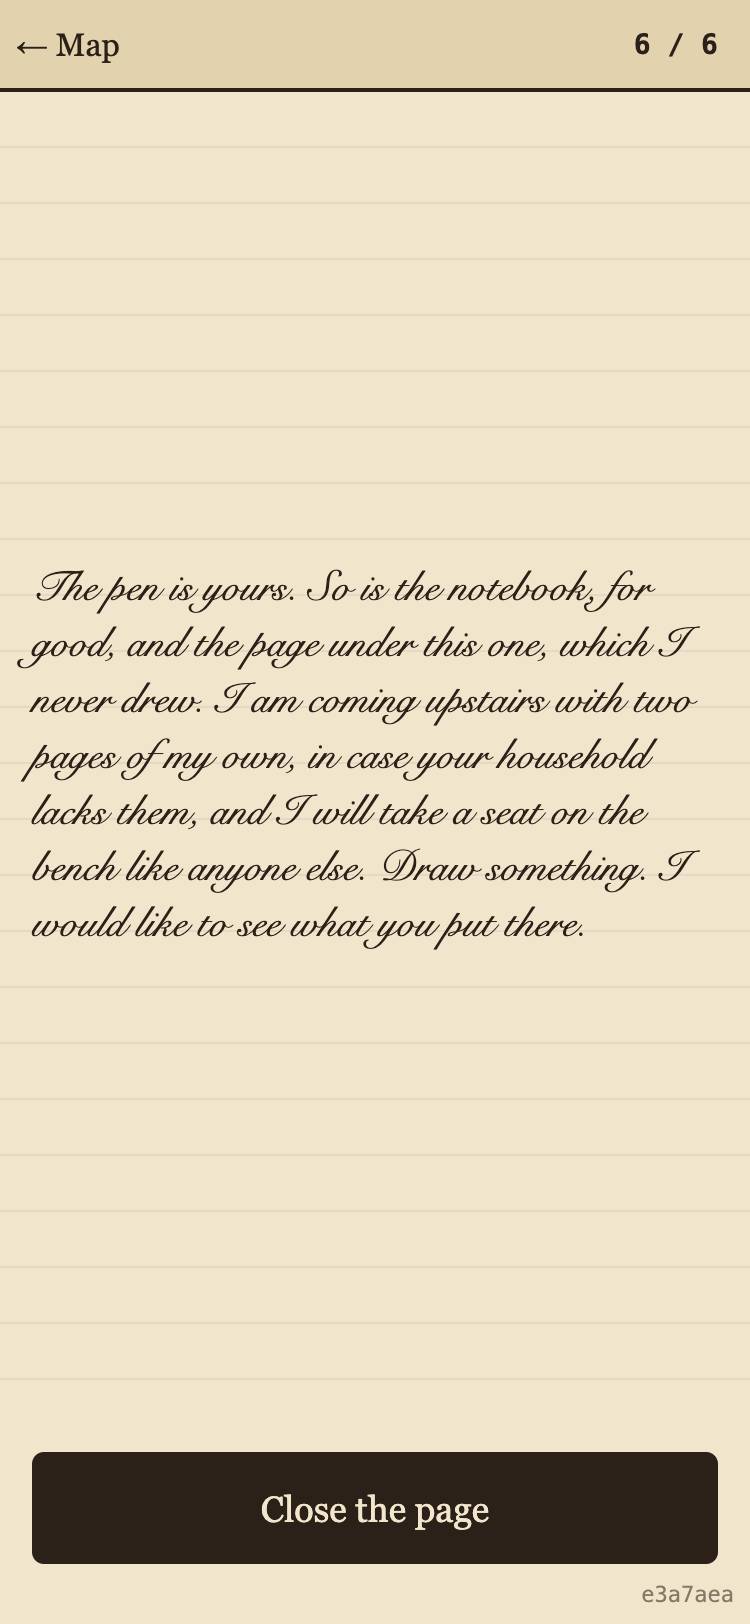 ← Map
6 / 6
The pen is yours. So is the notebook, for
good, and the page under this one, which I
never drew. I am coming upstairs with two
pages of my own, in case your household
lacks them, and I will take a seat on the
bench like anyone else. Draw something. I
would like to see what you put there.
Close the page
e3a7aea